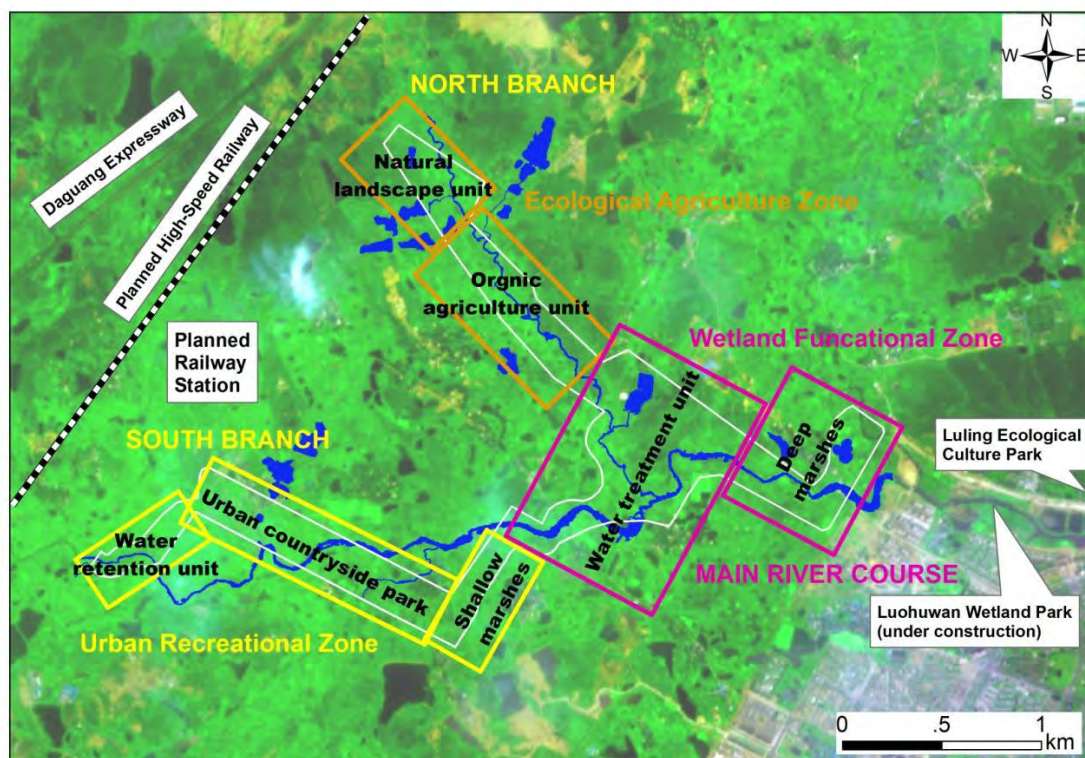 N
W E
S
NORTH BRANCH
Daguang Expressway
Planned High-Speed Railway
Natural
landscape unit
Ecological Agriculture Zone
Orgnic
agriculture unit
Planned
Railway
Station
Wetland Funcational Zone
SOUTH BRANCH
Water treatment unit
Deep
marshes
Luling Ecological
Culture Park
Urban countryside park
Water
retention unit
Shallow
marshes
MAIN RIVER COURSE
Luohuwan Wetland Park
(under construction)
Urban Recreational Zone
0 .5 1
km